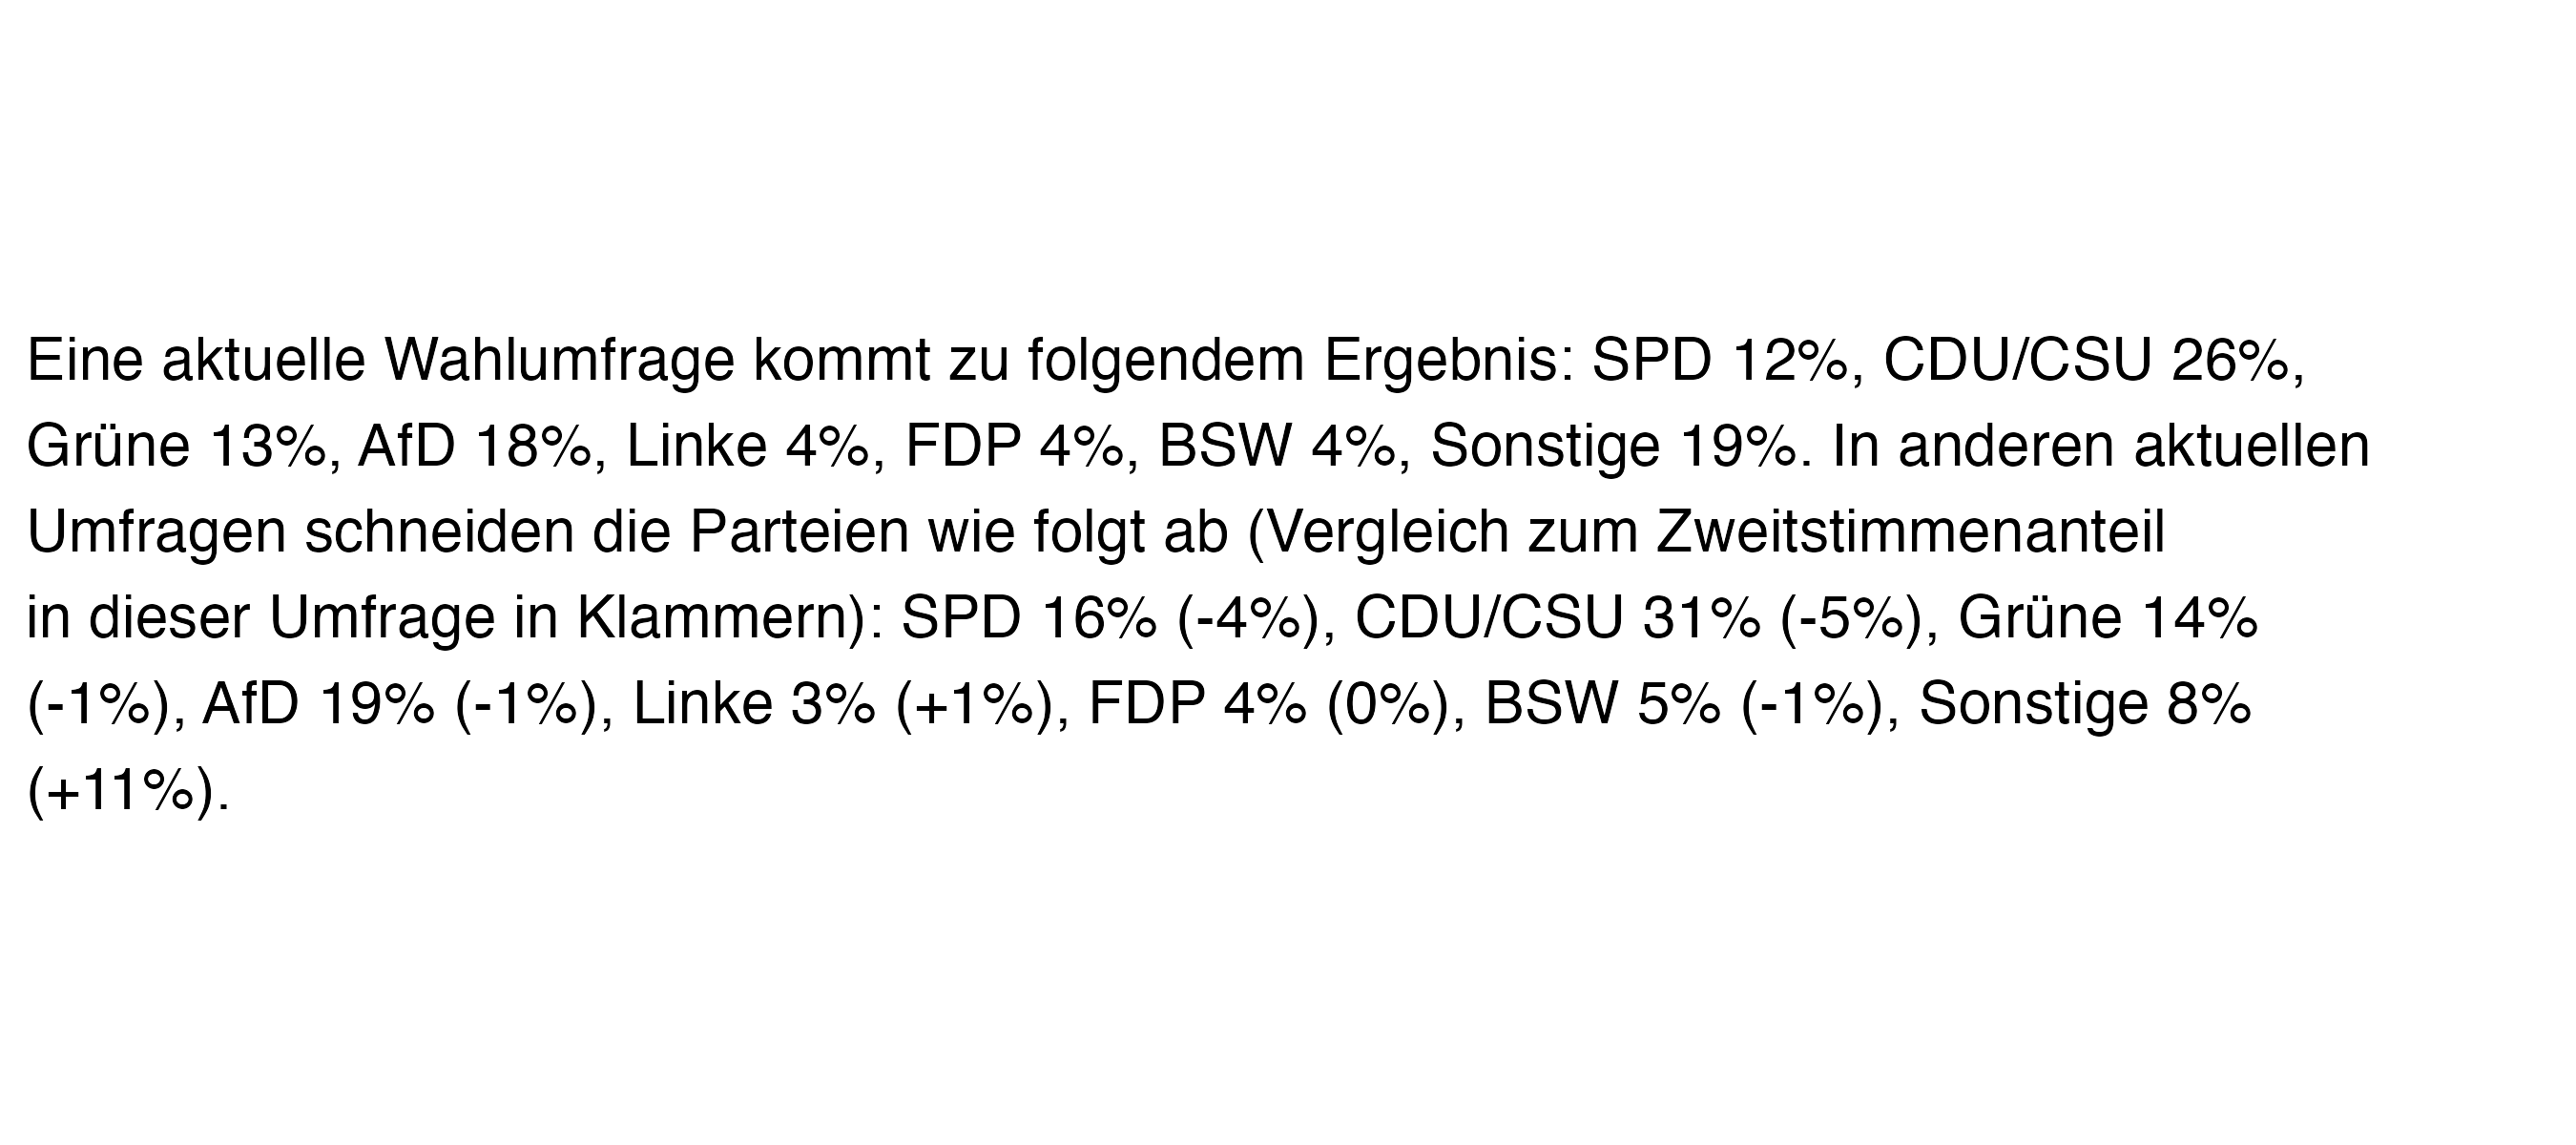 Eine aktuelle Wahlumfrage kommt zu folgendem Ergebnis: SPD 12%, CDU/CSU 26%,
Grüne 13%, AfD 18%, Linke 4%, FDP 4%, BSW 4%, Sonstige 19%. In anderen aktuellen
Umfragen schneiden die Parteien wie folgt ab (Vergleich zum Zweitstimmenanteil
in dieser Umfrage in Klammern): SPD 16% (-4%), CDU/CSU 31% (-5%), Grüne 14%
(-1%), AfD 19% (-1%), Linke 3% (+1%), FDP 4% (0%), BSW 5% (-1%), Sonstige 8%
(+11%).